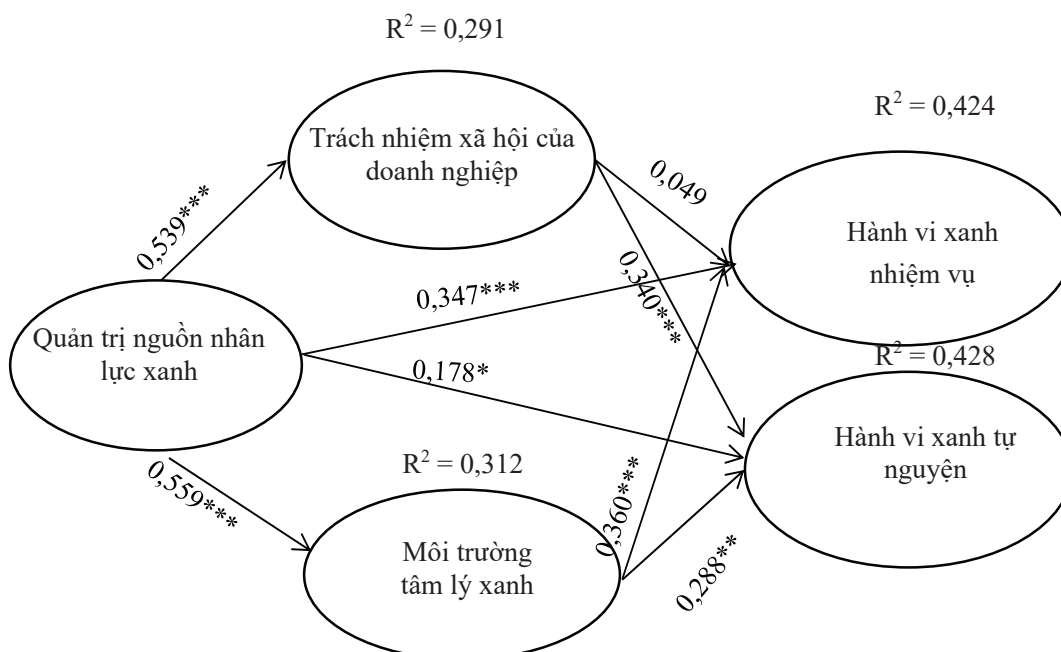 R² = 0,291
Trách nhiệm xã hội của
doanh nghiệp
R² = 0,424
Hành vi xanh
nhiệm vụ
0,539***
0,049
0,347***
0,340***
Quản trị nguồn nhân
lực xanh
0,178*
R² = 0,428
Hành vi xanh tự
nguyện
0,559***
R² = 0,312
Môi trường
tâm lý xanh
0,360***
0,288**